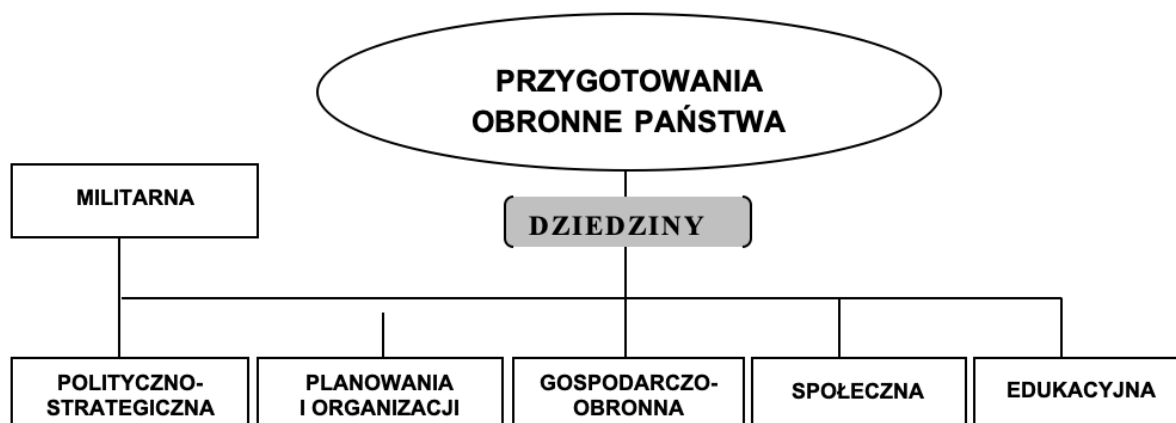 PRZYGOTOWANIA
OBRONNE PAŃSTWA
MILITARNA
DZIEDZINY
POLITYCZNO-
STRATEGICZNA
PLANOWANIA
I ORGANIZACJI
GOSPODARCZO-
OBRONNA
SPOŁECZNA
EDUKACYJNA